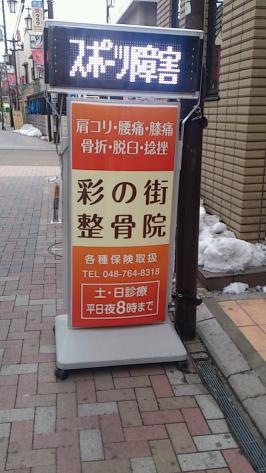 スポーツ障害
肩コリ・腰痛・膝痛
骨折・脱臼・捻挫
彩の街
整骨院
各種保険取扱
TEL 048-764-8318
土・日診療
平日夜8時まで